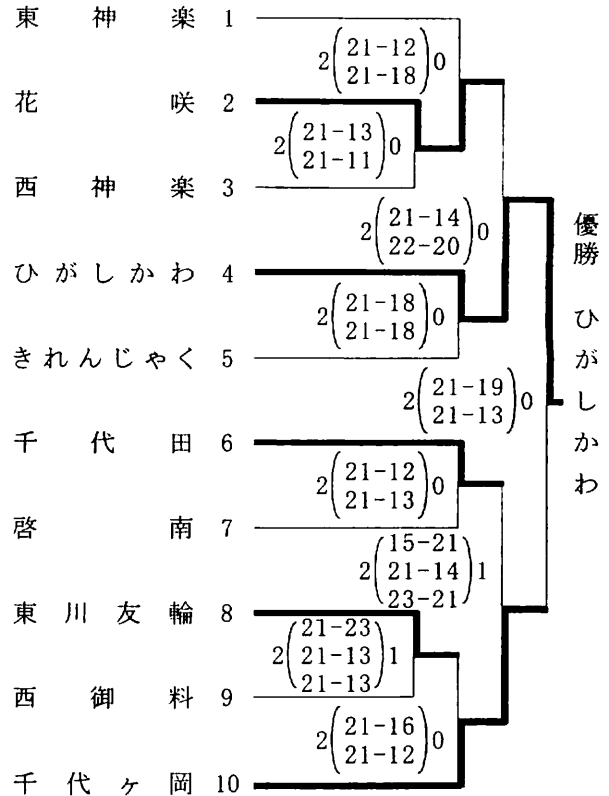 東神楽 1
2(21-12 21-18)0
花咲 2
2(21-13 21-11)0
西神楽 3
2(21-14 22-20)0
ひがしかわ 4
2(21-18 21-18)0
きれんじゃく 5
2(21-19 21-13)0
千代田 6
2(21-12 21-13)0
啓南 7
2(15-21 21-14 23-21)1
東川友輪 8
2(21-23 21-13 21-13)1
西御料 9
2(21-16 21-12)0
千代ヶ岡 10
優勝 ひがしかわ